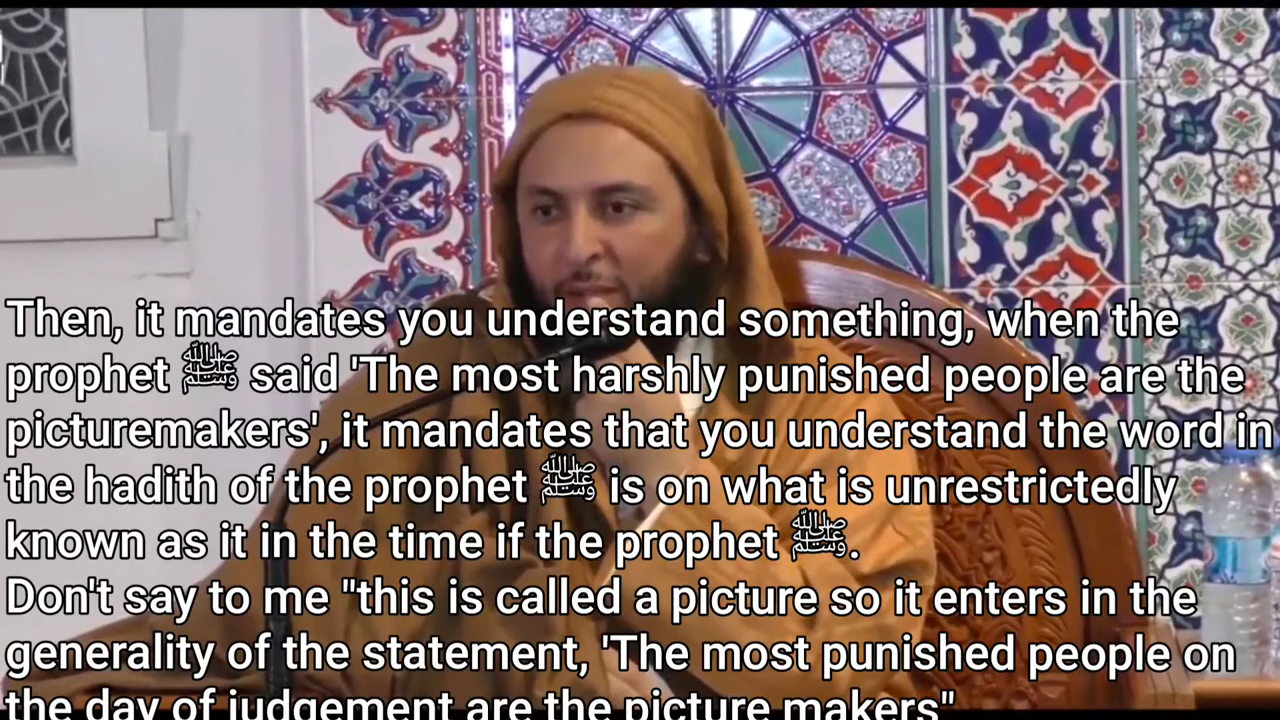 Then, it mandates you understand something, when the
prophet ﷺ said 'The most harshly punished people are the
picturemakers', it mandates that you understand the word in
the hadith of the prophet ﷺ is on what is unrestrictedly
known as it in the time if the prophet ﷺ.
Don't say to me "this is called a picture so it enters in the
generality of the statement, 'The most punished people on
the day of judgement are the picture makers"